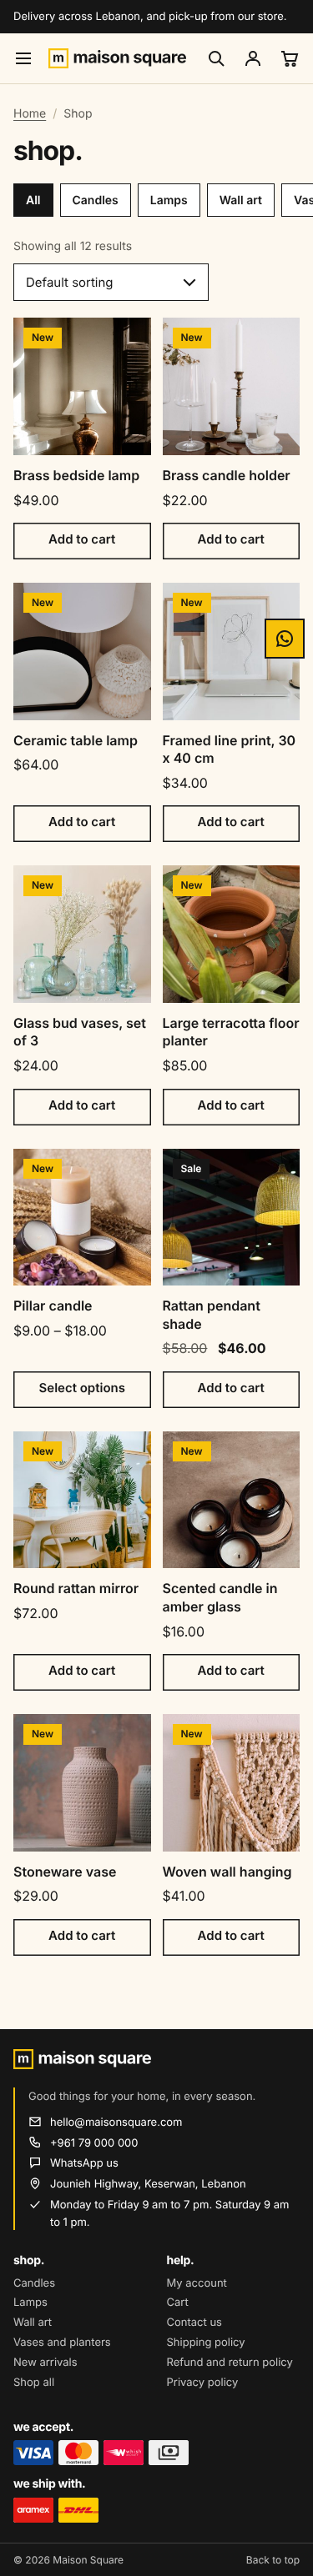 Delivery across Lebanon, and pick-up from our store.
m maison square
Home / Shop
shop.
All Candles Lamps Wall art Vas
Showing all 12 results
Default sorting
New New
Brass bedside lamp Brass candle holder
$49.00 $22.00
Add to cart Add to cart
New New
Ceramic table lamp Framed line print, 30
x 40 cm
$64.00
$34.00
Add to cart Add to cart
New New
Glass bud vases, set Large terracotta floor
of 3 planter
$24.00 $85.00
Add to cart Add to cart
New Sale
Pillar candle Rattan pendant
shade
$9.00 – $18.00
$58.00 $46.00
Select options Add to cart
New New
Round rattan mirror Scented candle in
amber glass
$72.00
$16.00
Add to cart Add to cart
New New
Stoneware vase Woven wall hanging
$29.00 $41.00
Add to cart Add to cart
m maison square
Good things for your home, in every season.
hello@maisonsquare.com
+961 79 000 000
WhatsApp us
Jounieh Highway, Keserwan, Lebanon
Monday to Friday 9 am to 7 pm. Saturday 9 am
to 1 pm.
shop. help.
Candles My account
Lamps Cart
Wall art Contact us
Vases and planters Shipping policy
New arrivals Refund and return policy
Shop all Privacy policy
we accept.
VISA mastercard whish
we ship with.
aramex DHL
© 2026 Maison Square Back to top